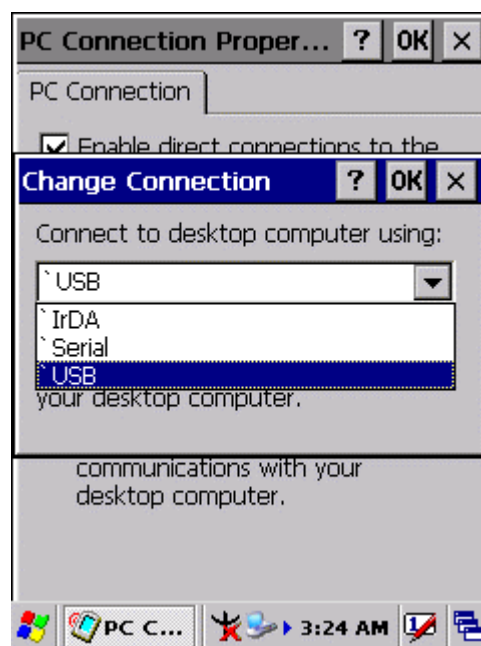 PC Connection Proper... ? OK ×
PC Connection
Enable direct connections to the
Change Connection ? OK ×
Connect to desktop computer using:
`USB
`IrDA
`Serial
`USB
your desktop computer.
communications with your
desktop computer.
PC C... 3:24 AM